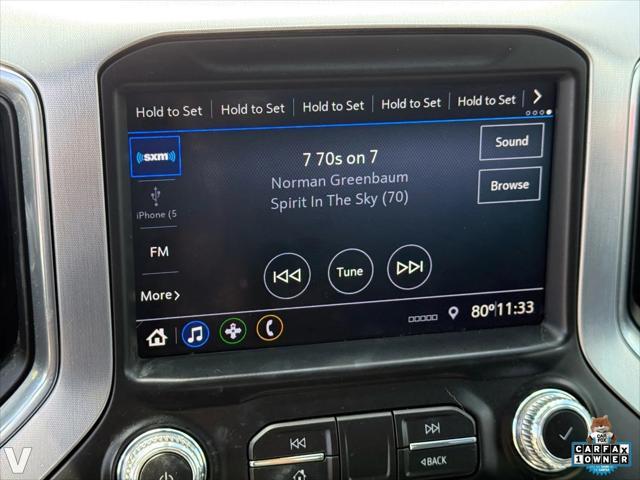 Hold to Set Hold to Set Hold to Set Hold to Set Hold to Set
sxm
7 70s on 7
Sound
Norman Greenbaum
iPhone (5
Spirit In The Sky (70)
Browse
FM
Tune
More
80° 11:33
BACK
V
CARFAX
1 OWNER